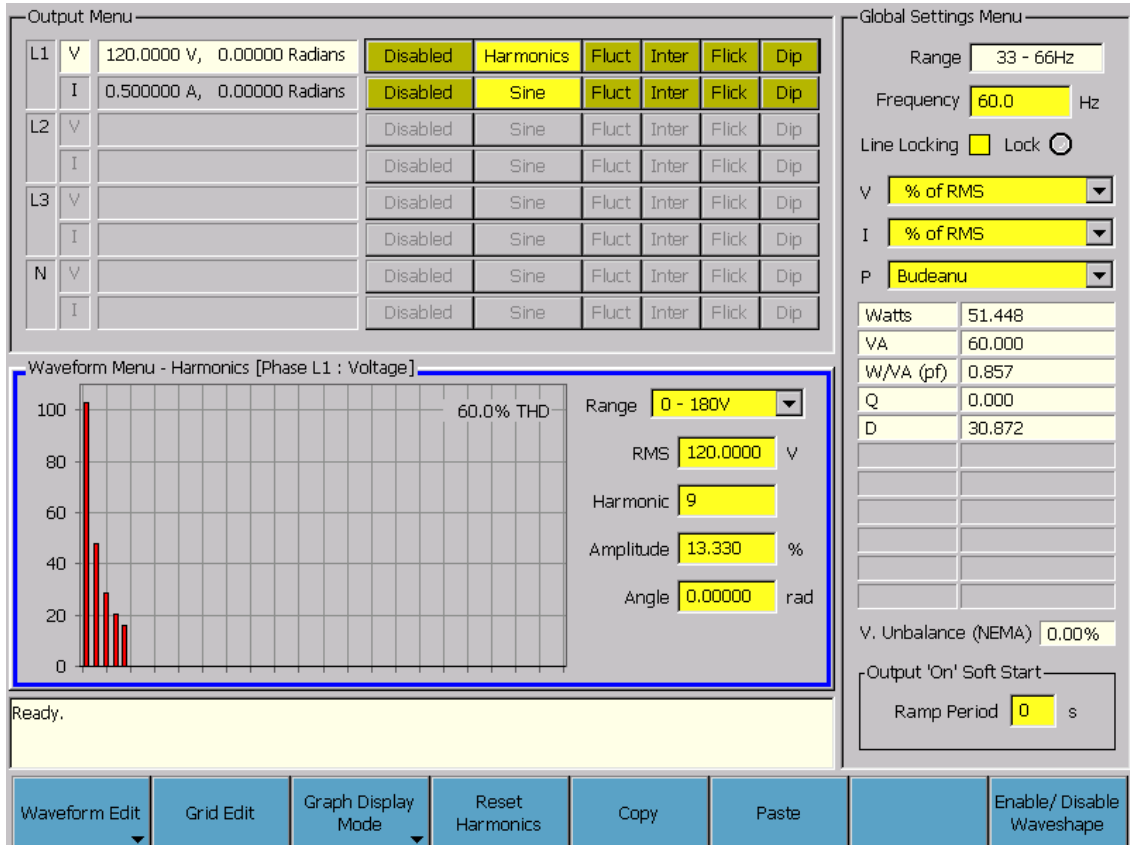 Output Menu
L1 V 120.0000 V, 0.00000 Radians Disabled Harmonics Fluct Inter Flick Dip
I 0.500000 A, 0.00000 Radians Disabled Sine Fluct Inter Flick Dip
L2 V Disabled Sine Fluct Inter Flick Dip
I Disabled Sine Fluct Inter Flick Dip
L3 V Disabled Sine Fluct Inter Flick Dip
I Disabled Sine Fluct Inter Flick Dip
N V Disabled Sine Fluct Inter Flick Dip
I Disabled Sine Fluct Inter Flick Dip
Waveform Menu - Harmonics [Phase L1 : Voltage]
100
80
60
40
20
0
60.0% THD
Range 0 - 180V
RMS 120.0000 V
Harmonic 9
Amplitude 13.330 %
Angle 0.00000 rad
Ready.
Global Settings Menu
Range 33 - 66Hz
Frequency 60.0 Hz
Line Locking Lock
V % of RMS
I % of RMS
P Budeanu
Watts 51.448
VA 60.000
W/VA (pf) 0.857
Q 0.000
D 30.872
V. Unbalance (NEMA) 0.00%
Output 'On' Soft Start
Ramp Period 0 s
Waveform Edit
Grid Edit
Graph Display
Mode
Reset
Harmonics
Copy
Paste
Enable/Disable
Waveshape